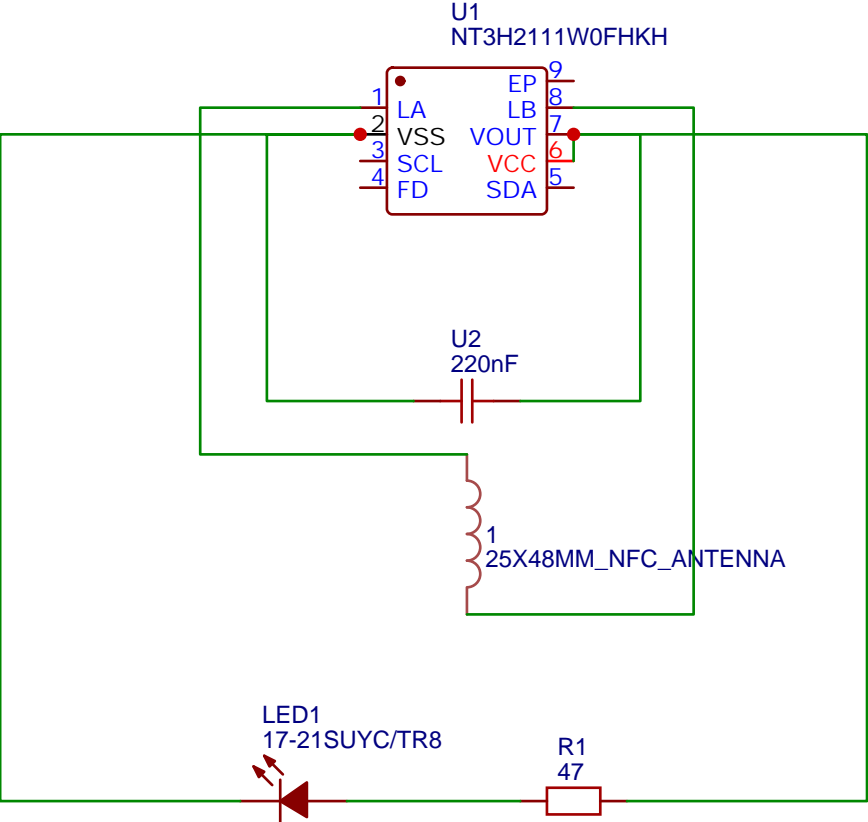 U1
NT3H2111W0FHKH
1 LA
2 VSS
3 SCL
4 FD
EP 9
LB 8
VOUT 7
VCC 6
SDA 5
U2
220nF
1
25X48MM_NFC_ANTENNA
LED1
17-21SUYC/TR8
R1
47